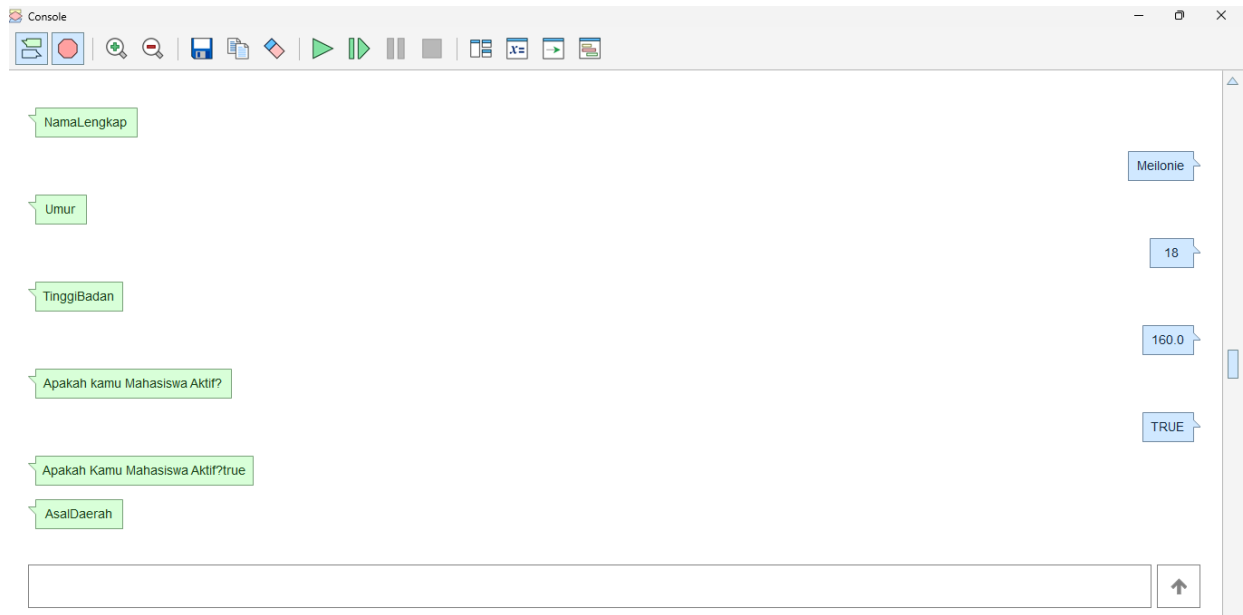 Console
x=
NamaLengkap
Meilonie
Umur
18
TinggiBadan
160.0
Apakah kamu Mahasiswa Aktif?
TRUE
Apakah Kamu Mahasiswa Aktif?true
AsalDaerah